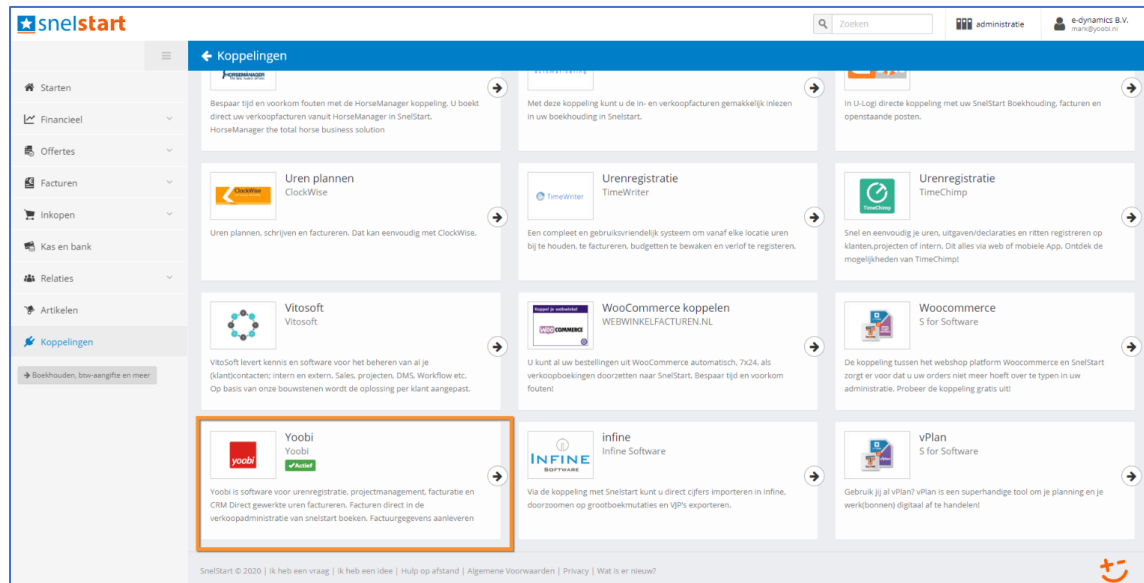 snelstart
Zoeken
administratie
e-dynamics B.V.
mark@yoobi.nl
Koppelingen
Starten
Financieel
Offertes
Facturen
Inkopen
Kas en bank
Relaties
Artikelen
Koppelingen
Boekhouden, btw-aangifte en meer
HORSEMANAGER
Bespaar tijd en voorkom fouten met de HorseManager koppeling. U boekt
direct uw verkoopfacturen vanuit HorseManager in SnelStart.
HorseManager the total horse business solution
Met deze koppeling kunt u de in- en verkoopfacturen gemakkelijk inlezen
in uw boekhouding in Snelstart.
In U-Logi directe koppeling met uw SnelStart Boekhouding, facturen en
openstaande posten.
ClockWise
Uren plannen
ClockWise
Uren plannen, schrijven en factureren. Dat kan eenvoudig met ClockWise.
TimeWriter
Urenregistratie
TimeWriter
Een compleet en gebruiksvriendelijk systeem om vanaf elke locatie uren
bij te houden, te factureren, budgetten te bewaken en verlof te registeren.
TimeChimp
Urenregistratie
TimeChimp
Snel en eenvoudig je uren, uitgaven/declaraties en ritten registreren op
klanten,projecten of intern. Dit alles via web of mobiele App. Ontdek de
mogelijkheden van TimeChimp!
Vitosoft
Vitosoft
VitoSoft levert kennis en software voor het beheren van al je
(klant)contacten; intern en extern. Sales, projecten, DMS, Workflow etc.
Op basis van onze bouwstenen wordt de oplossing per klant aangepast.
Koppel je webwinkel
WOO COMMERCE
WooCommerce koppelen
WEBWINKELFACTUREN.NL
U kunt al uw bestellingen uit WooCommerce automatisch, 7x24, als
verkoopboekingen doorzetten naar SnelStart. Bespaar tijd en voorkom
fouten!
Woocommerce
S for Software
De koppeling tussen het webshop platform Woocommerce en SnelStart
zorgt er voor dat u uw orders niet meer hoeft over te typen in uw
administratie. Probeer de koppeling gratis uit!
yoobi
Yoobi
Yoobi
Actief
Yoobi is software voor urenregistratie, projectmanagement, facturatie en
CRM Direct gewerkte uren factureren. Facturen direct in de
verkoopadministratie van snelstart boeken. Factuurgegevens aanleveren
INFINE
SOFTWARE
infine
Infine Software
Via de koppeling met Snelstart kunt u direct cijfers importeren in Infine,
doorzoomen op grootboekmutaties en VJP's exporteren.
vPlan
S for Software
Gebruik jij al vPlan? vPlan is een superhandige tool om je planning en je
werk(bonnen) digitaal af te handelen!
SnelStart © 2020 | Ik heb een vraag | Ik heb een idee | Hulp op afstand | Algemene Voorwaarden | Privacy | Wat is er nieuw?